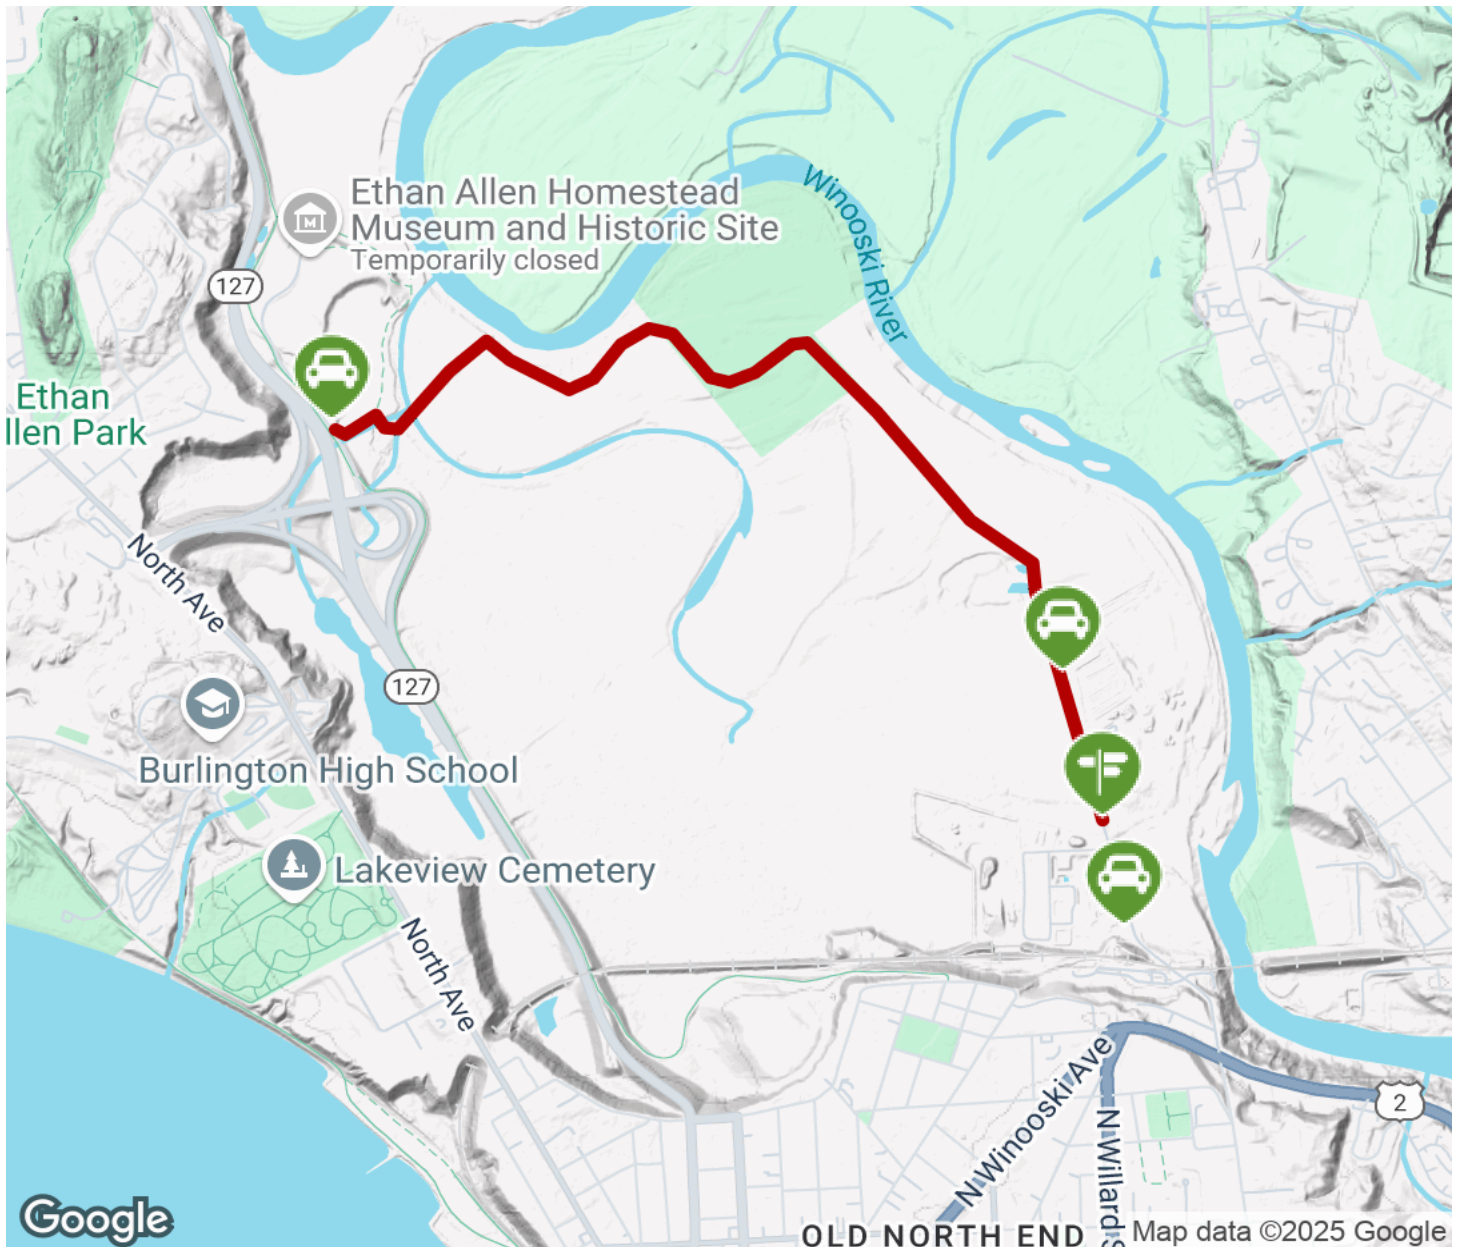 Winooski River
Ethan Allen Homestead
Museum and Historic Site
Temporarily closed
M
127
Ethan
llen Park
North Ave
127
Burlington High School
Lakeview Cemetery
North Ave
N Winooski Ave
2
N Willard S
OLD NORTH END
Google
Map data ©2025 Google